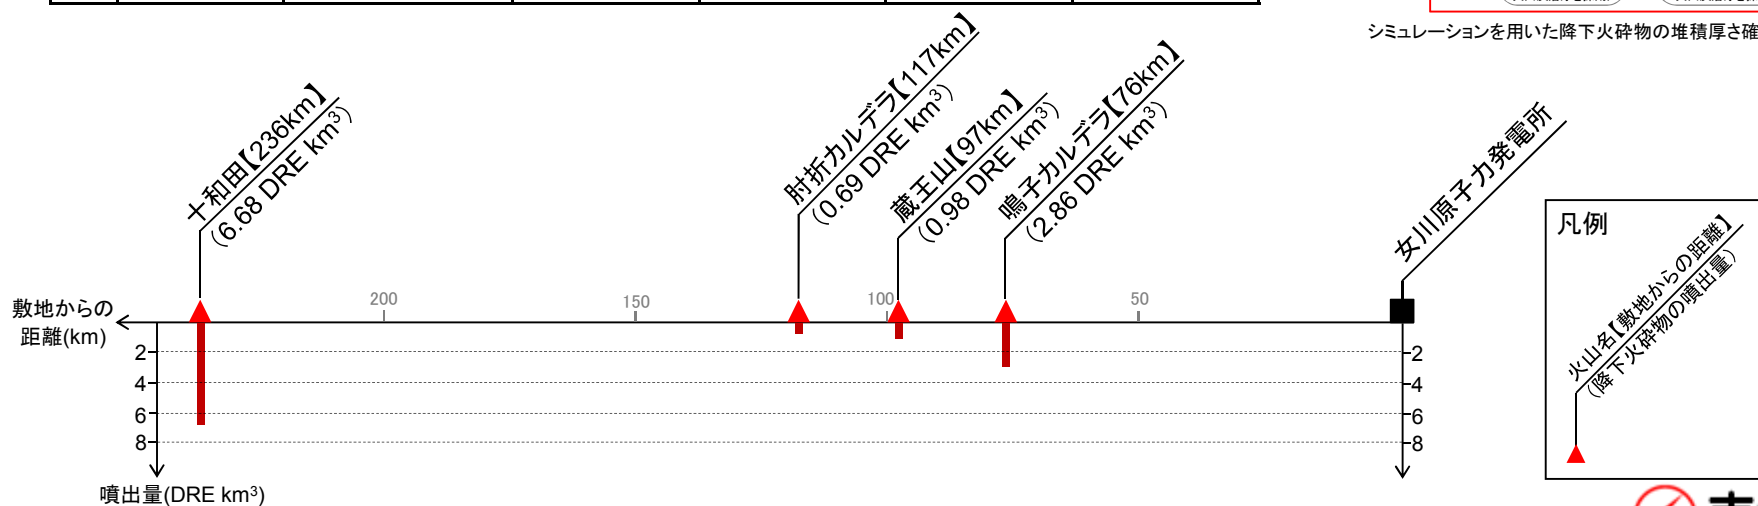 シミュレーションを用いた降下火砕物の堆積厚さ確
十和田【236km】
(6.68 DRE km³)
肘折カルデラ【117km】
(0.69 DRE km³)
蔵王山【97km】
(0.98 DRE km³)
鳴子カルデラ【76km】
(2.86 DRE km³)
女川原子力発電所
凡例
火山名【敷地からの距離】
(降下火砕物の噴出量)
敷地からの
距離(km)
200
150
100
50
2
4
6
8
2
4
6
8
噴出量(DRE km³)